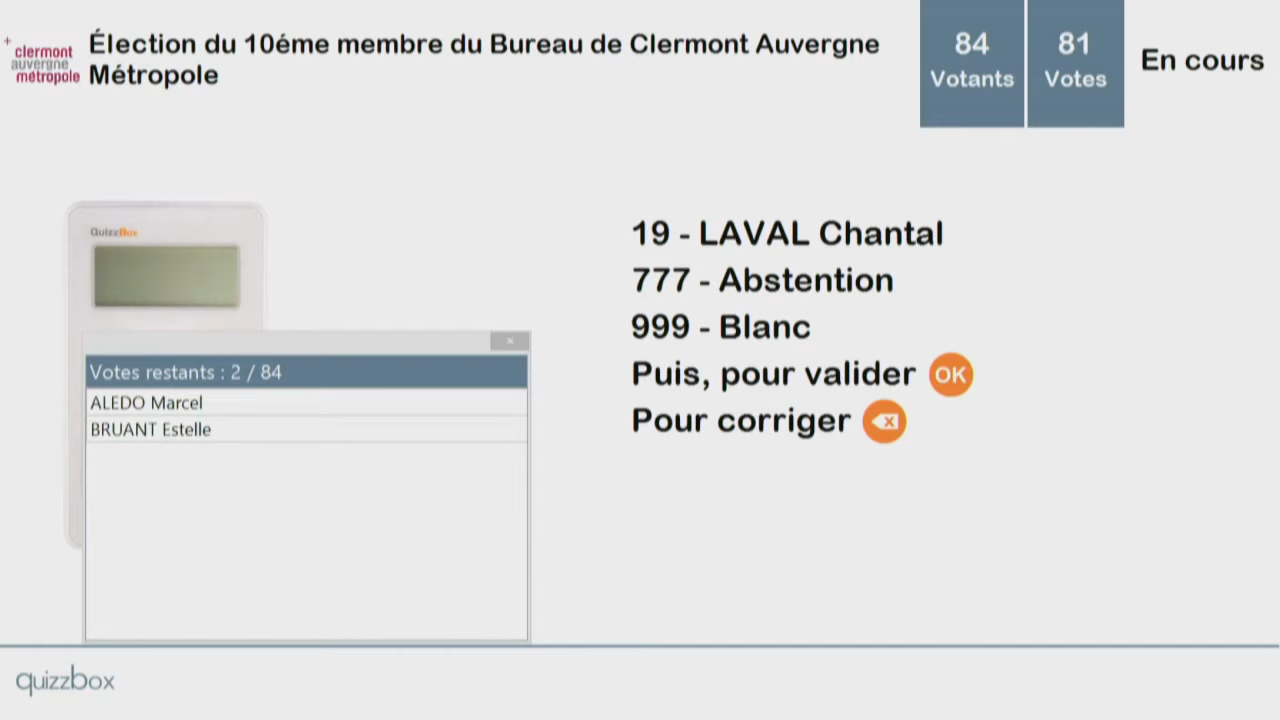 clermont
auvergne
métropole
Élection du 10éme membre du Bureau de Clermont Auvergne
Métropole
84
Votants
81
Votes
En cours
QuizzBox
19 - LAVAL Chantal
777 - Abstention
999 - Blanc
Puis, pour valider OK
Pour corriger
Votes restants : 2 / 84
ALEDO Marcel
BRUANT Estelle
quizzbox